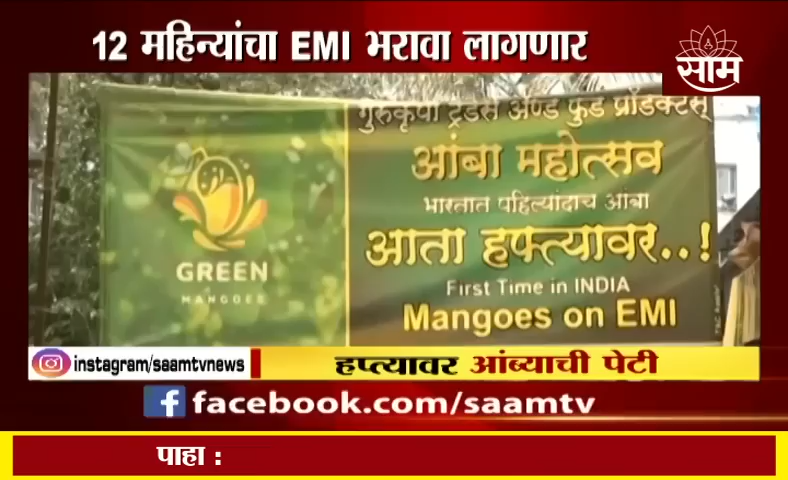 12 महिन्यांचा EMI भरावा लागणार
साम
गुरुकृपा ट्रेडर्स अॅण्ड फुड प्रॉडक्टस्
आंबा महोत्सव
भारतात पहिल्यांदाच आंबा
आता हफ्त्यावर..!
First Time in INDIA
Mangoes on EMI
GREEN
MANGOES
instagram/saamtvnews
हप्त्यावर आंब्याची पेटी
facebook.com/saamtv
पाहा :